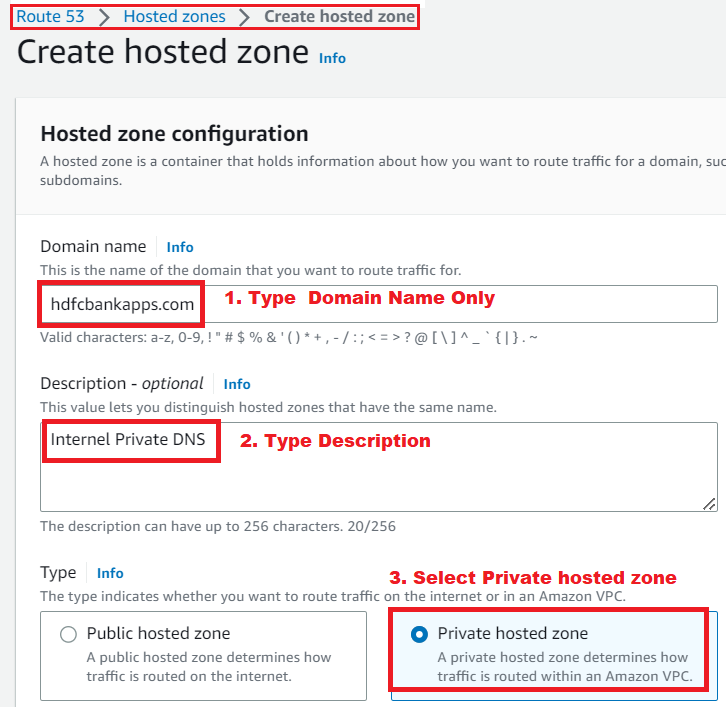 Route 53 > Hosted zones > Create hosted zone
Create hosted zone Info
Hosted zone configuration
A hosted zone is a container that holds information about how you want to route traffic for a domain, suc
subdomains.
Domain name Info
This is the name of the domain that you want to route traffic for.
hdfcbankapps.com 1. Type Domain Name Only
Valid characters: a-z, 0-9, ! " # $ % & ' ( ) * + , - / : ; < = > ? @ [ \ ] ^ _ ` { | } . ~
Description - optional Info
This value lets you distinguish hosted zones that have the same name.
Internel Private DNS 2. Type Description
The description can have up to 256 characters. 20/256
Type Info
3. Select Private hosted zone
The type indicates whether you want to route traffic on the internet or in an Amazon VPC.
Public hosted zone
A public hosted zone determines how
traffic is routed on the internet.
Private hosted zone
A private hosted zone determines how
traffic is routed within an Amazon VPC.